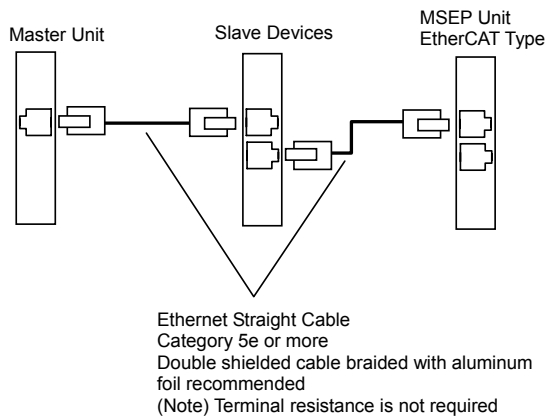 Master Unit
Slave Devices
MSEP Unit
EtherCAT Type
Ethernet Straight Cable
Category 5e or more
Double shielded cable braided with aluminum
foil recommended
(Note) Terminal resistance is not required